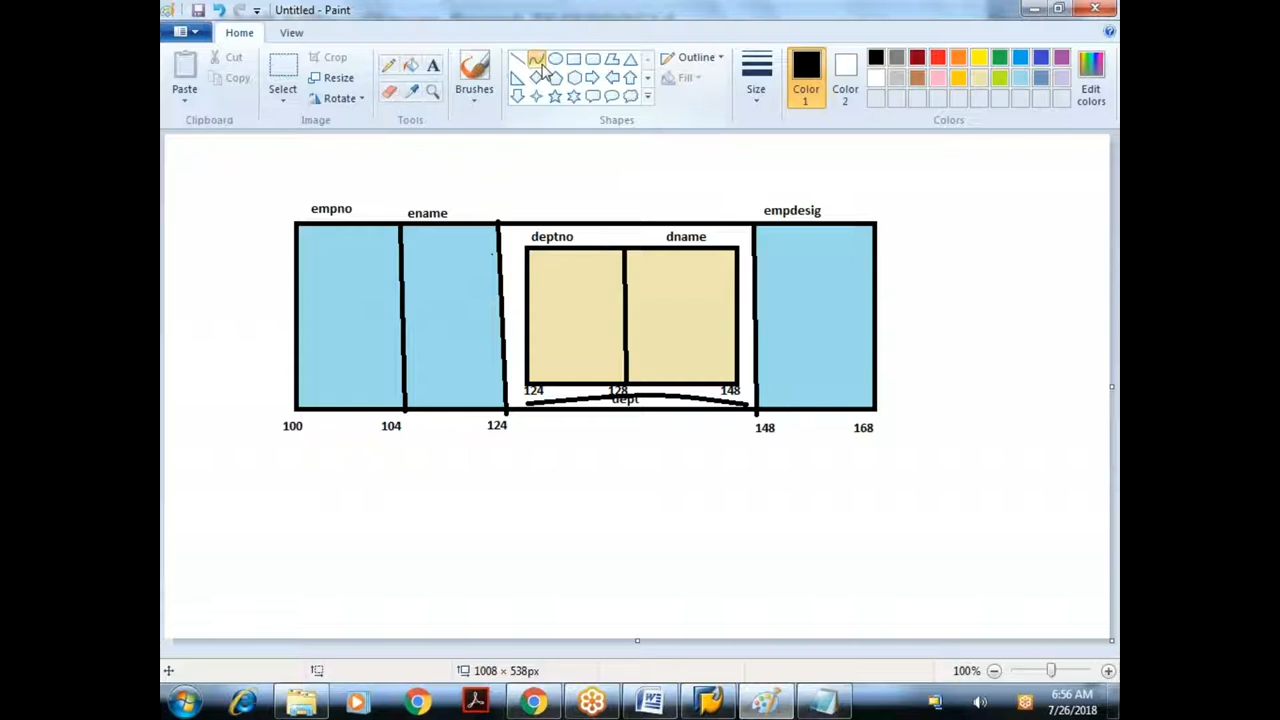 Untitled - Paint
Home
View
Paste
Cut
Copy
Clipboard
Select
Crop
Resize
Rotate
Image
A
Tools
Brushes
Outline
Fill
Shapes
Size
Color
1
Color
2
Edit
colors
Colors
empno
ename
empdesig
deptno
dname
124
128
148
dept
100
104
124
148
168
1008 × 538px
100%
6:56 AM
7/26/2018